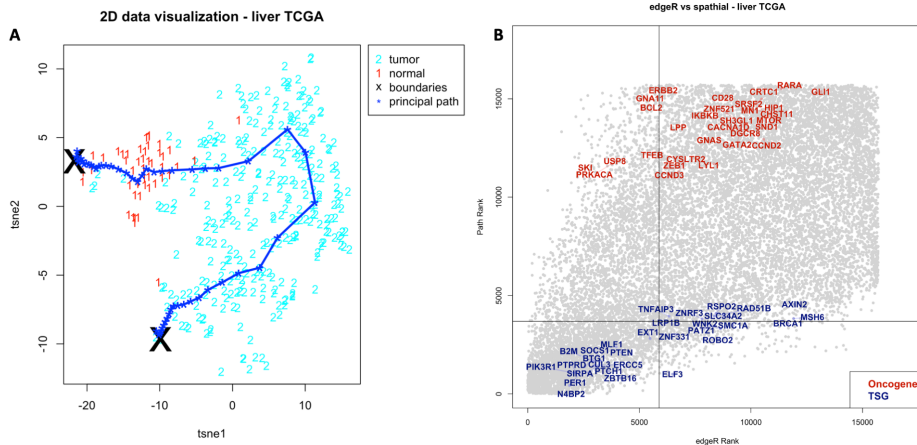 2D data visualization - liver TCGA
A
tumor
normal
boundaries
principal path
tsne2
10
5
0
-5
-10
-20
-10
0
10
tsne1
edgeR vs spathial - liver TCGA
B
Path Rank
15000
10000
5000
0
RARA
ERBB2
CRTC1
GLI1
GNA11
CD28
SRSF2
BCL2
ZNF521
MN1
HIP1
IKBKB
CHST11
SH3GL1
MTOR
LPP
CACNA1D
SND1
DGCR8
GNAS
GATA2
CCND2
TFEB
USP8
CYSLTR2
SKI
ZEB1
LYL1
PRKACA
CCND3
TNFAIP3
RSPO2
RAD51B
AXIN2
ZNRF3
SLC34A2
MSH6
LRP1B
WNK2
SMC1A
BRCA1
EXT1
PATZ1
ZNF331
ROBO2
MLF1
B2M
SOCS1
PTEN
BTG1
PIK3R1
PTPRD
CUL3
ERCC5
SIRPA
PTCH1
PER1
ZBTB16
ELF3
N4BP2
Oncogene
TSG
0
5000
10000
15000
edgeR Rank